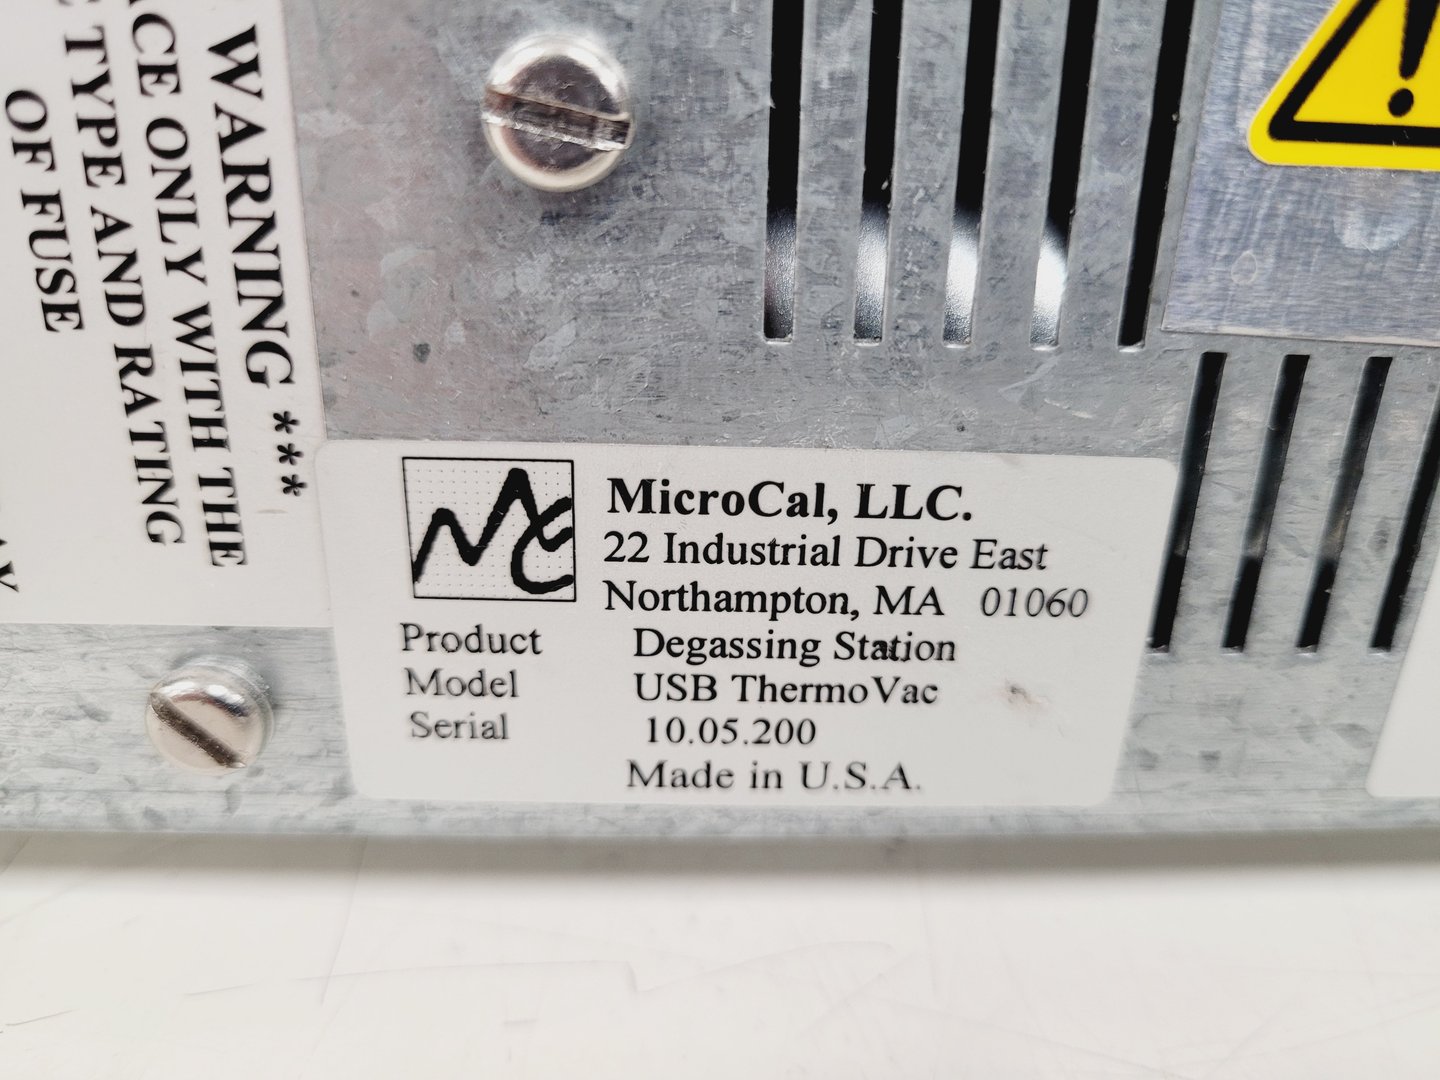 WARNING ***
ACE ONLY WITH THE
TYPE AND RATING
OF FUSE
MicroCal, LLC.
22 Industrial Drive East
Northampton, MA 01060
Product Degassing Station
Model USB ThermoVac
Serial 10.05.200
Made in U.S.A.